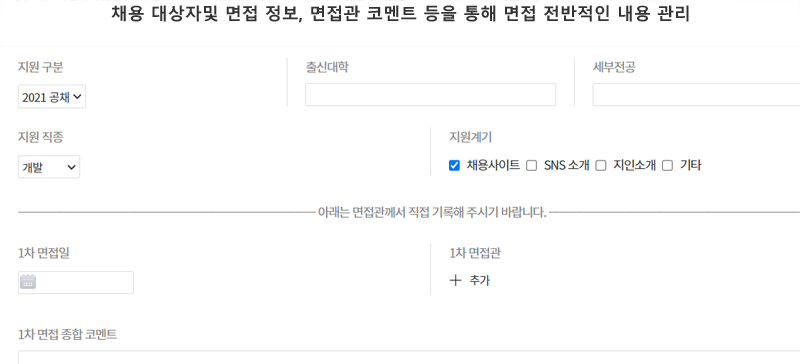 채용 대상자및 면접 정보, 면접관 코멘트 등을 통해 면접 전반적인 내용 관리
지원 구분 출신대학 세부전공
2021 공채
지원 직종 지원계기
개발 채용사이트 SNS 소개 지인소개 기타
아래는 면접관께서 직접 기록해 주시기 바랍니다.
1차 면접일 1차 면접관
+ 추가
1차 면접 종합 코멘트